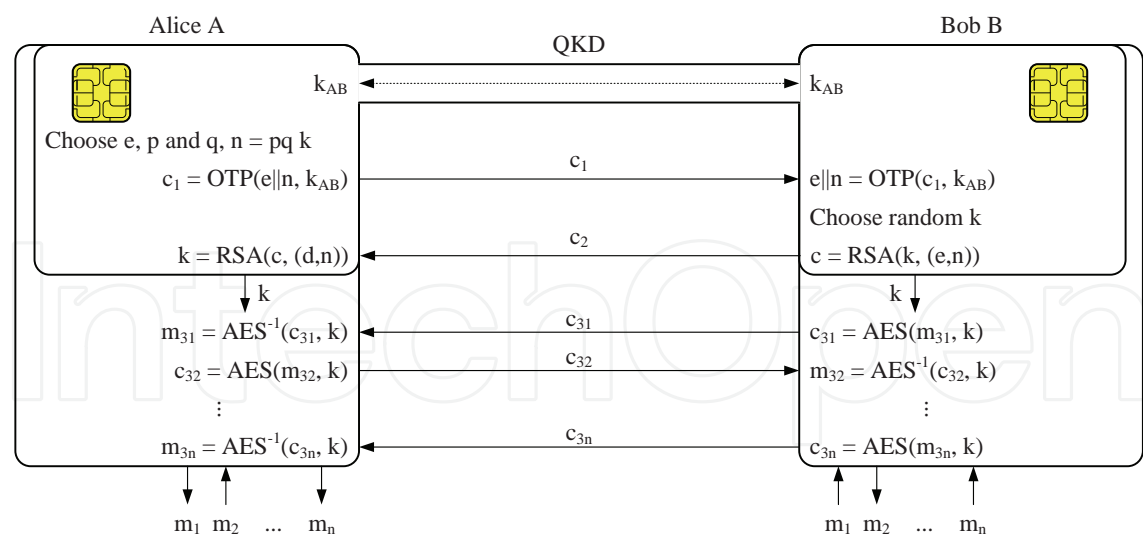 Alice A
QKD
Bob B
k_AB
k_AB
Choose e, p and q, n = pq k
c_1 = OTP(e||n, k_AB)
c_1
e||n = OTP(c_1, k_AB)
Choose random k
k = RSA(c, (d,n))
c_2
c = RSA(k, (e,n))
k
k
m_31 = AES^-1(c_31, k)
c_31
c_31 = AES(m_31, k)
c_32 = AES(m_32, k)
c_32
m_32 = AES^-1(c_32, k)
⋮
⋮
m_3n = AES^-1(c_3n, k)
c_3n
c_3n = AES(m_3n, k)
m_1 m_2 ... m_n
m_1 m_2 ... m_n
IntechOpen